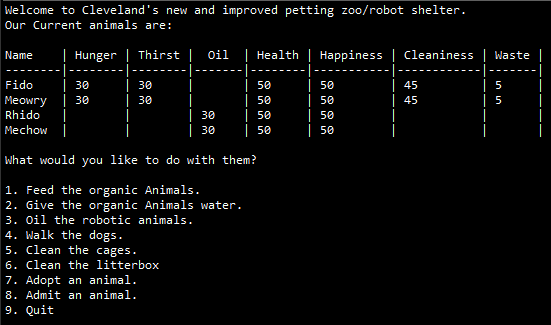 Welcome to Cleveland's new and improved petting zoo/robot shelter.
Our Current animals are:
Name | Hunger | Thirst | Oil | Health | Happiness | Cleaniness | Waste |
--------|--------|--------|-------|--------|-----------|------------|-------|
Fido | 30 | 30 | | 50 | 50 | 45 | 5 |
Meowry | 30 | 30 | | 50 | 50 | 45 | 5 |
Rhido | | | 30 | 50 | 50 | | |
Mechow | | | 30 | 50 | 50 | | |
What would you like to do with them?
1. Feed the organic Animals.
2. Give the organic Animals water.
3. Oil the robotic animals.
4. Walk the dogs.
5. Clean the cages.
6. Clean the litterbox
7. Adopt an animal.
8. Admit an animal.
9. Quit